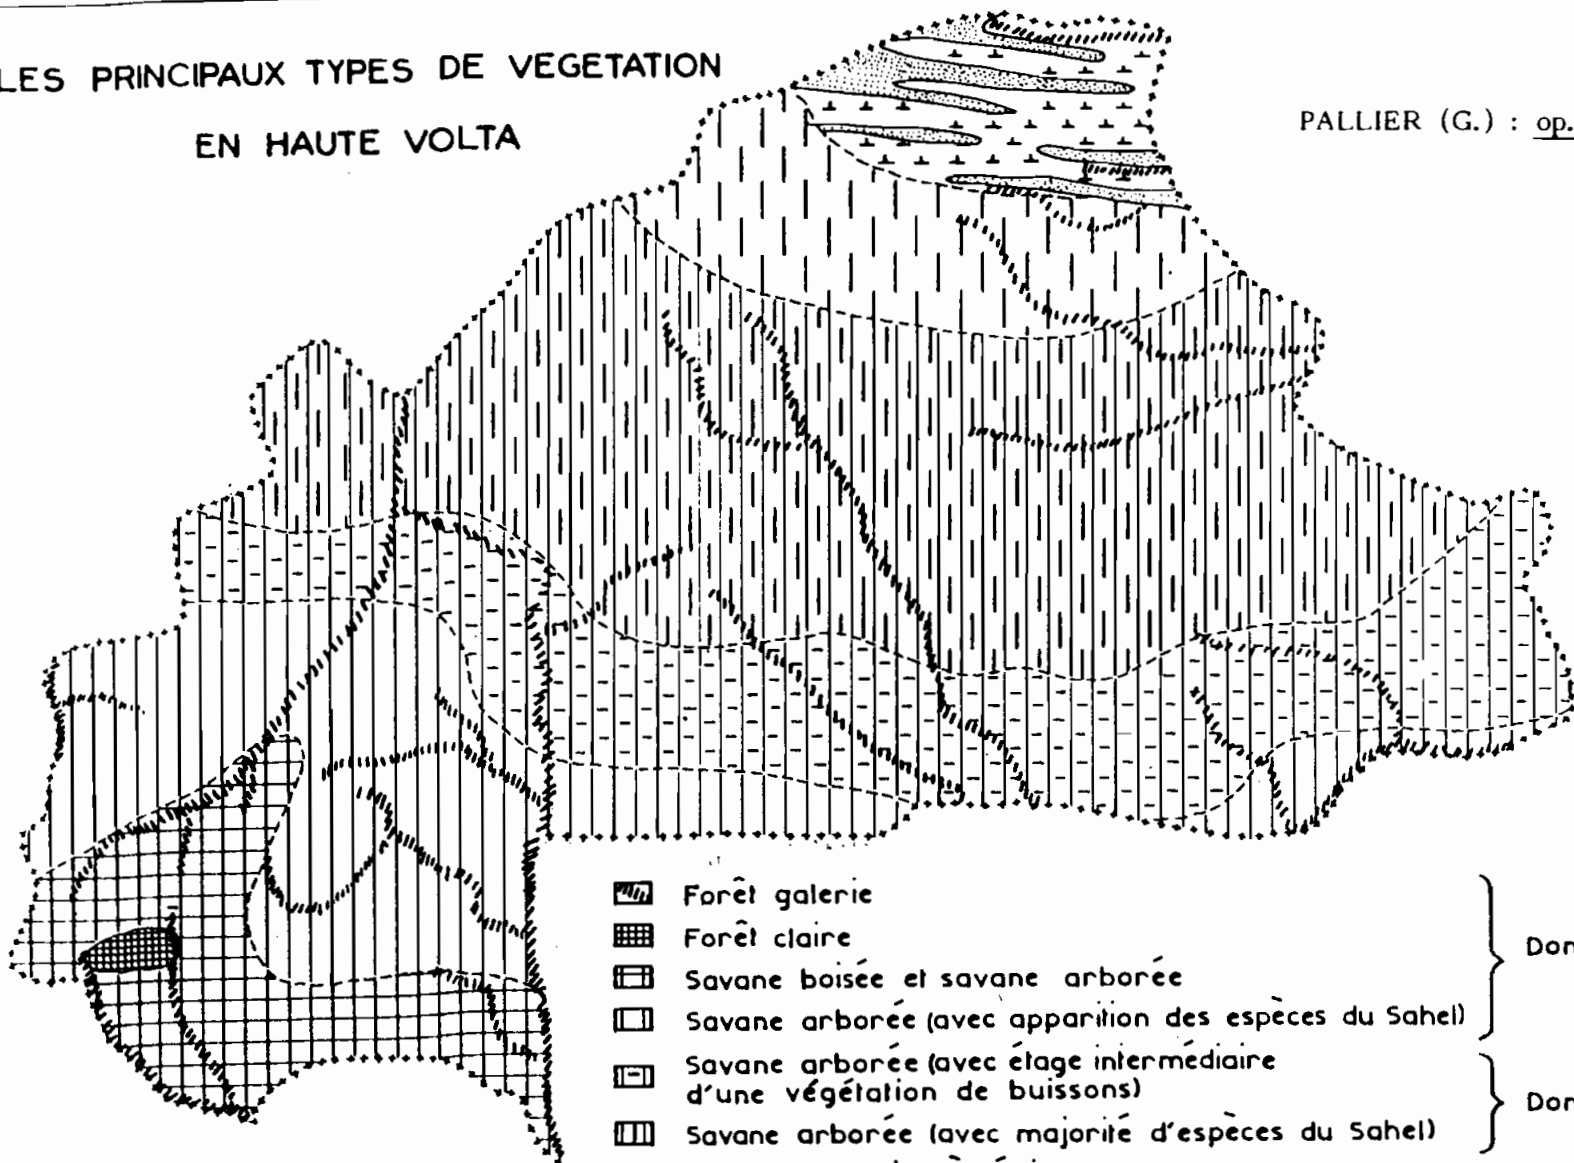 LES PRINCIPAUX TYPES DE VEGETATION
EN HAUTE VOLTA
PALLIER (G.) : op.
Forêt galerie
Forêt claire
Savane boisée et savane arborée
Savane arborée (avec apparition des espèces du Sahel)
Savane arborée (avec étage intermédiaire
d'une végétation de buissons)
Savane arborée (avec majorité d'espèces du Sahel)